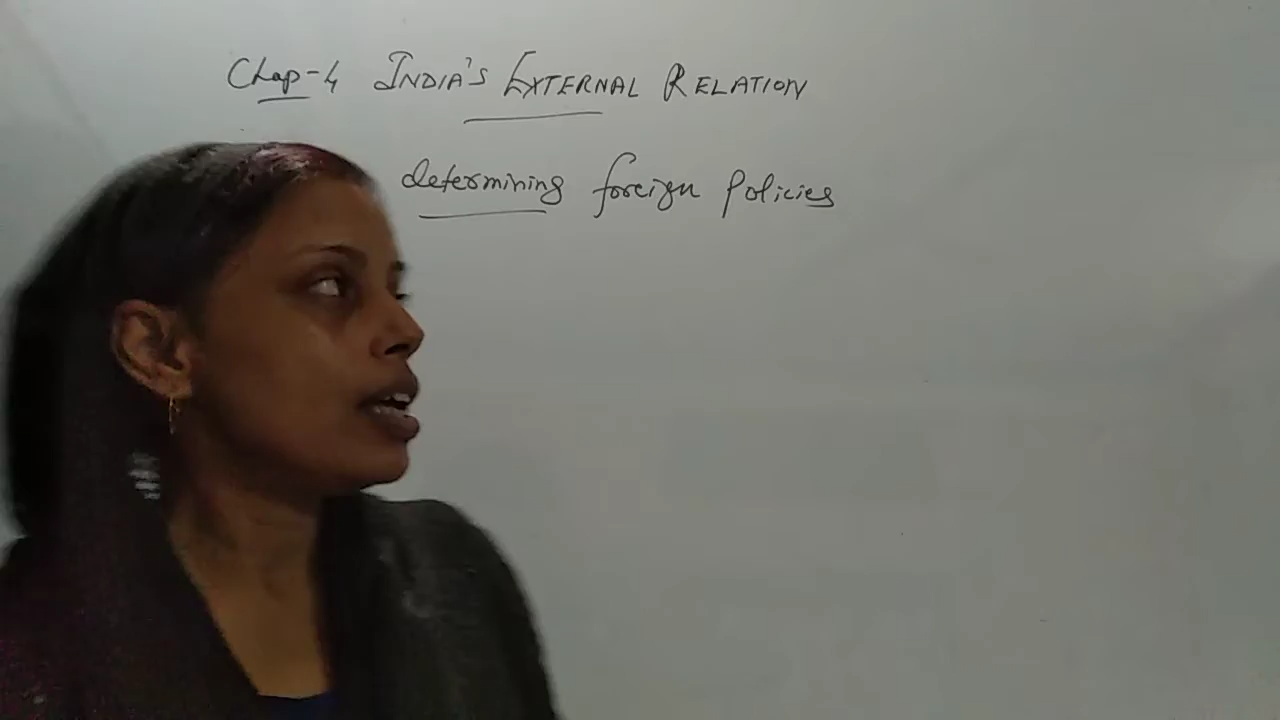 Chap-4 INDIA'S EXTERNAL RELATION
determining foreign Policies